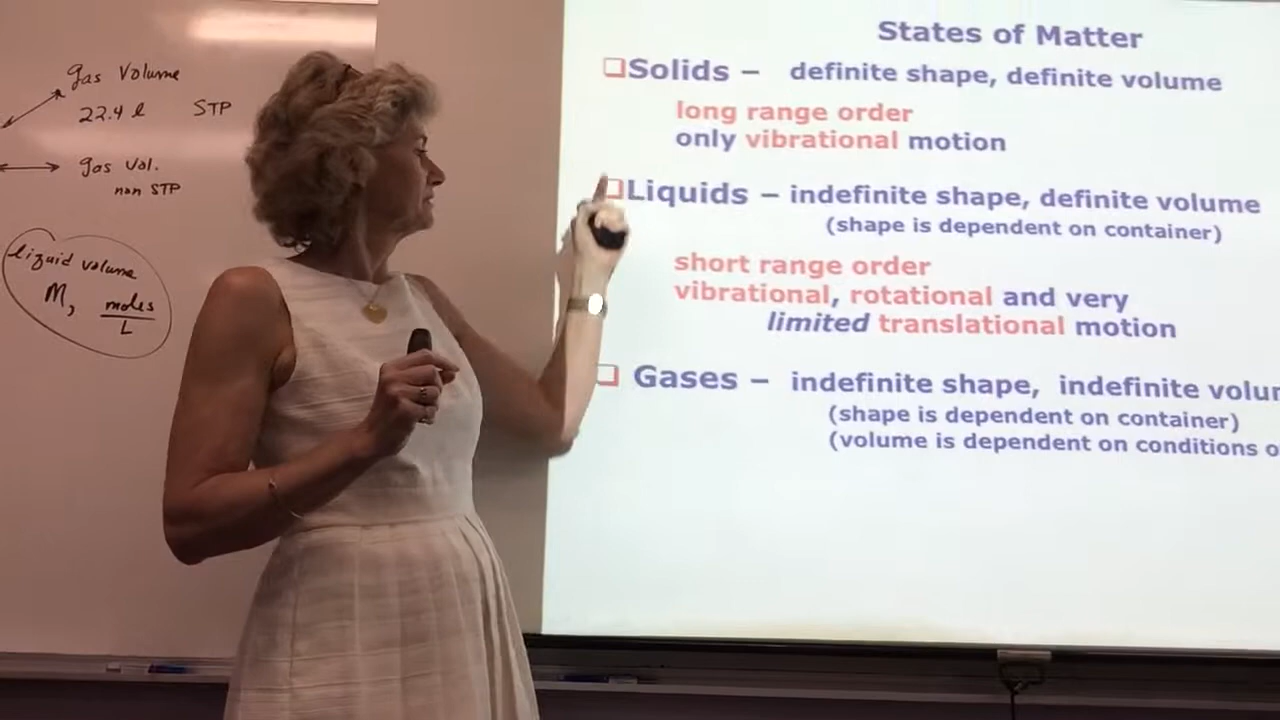 gas Volume
22.4 l STP
gas Vol.
non STP
liquid volume
M, moles
L
States of Matter
Solids – definite shape, definite volume
long range order
only vibrational motion
Liquids – indefinite shape, definite volume
(shape is dependent on container)
short range order
vibrational, rotational and very
limited translational motion
Gases – indefinite shape, indefinite volu
(shape is dependent on container)
(volume is dependent on conditions o